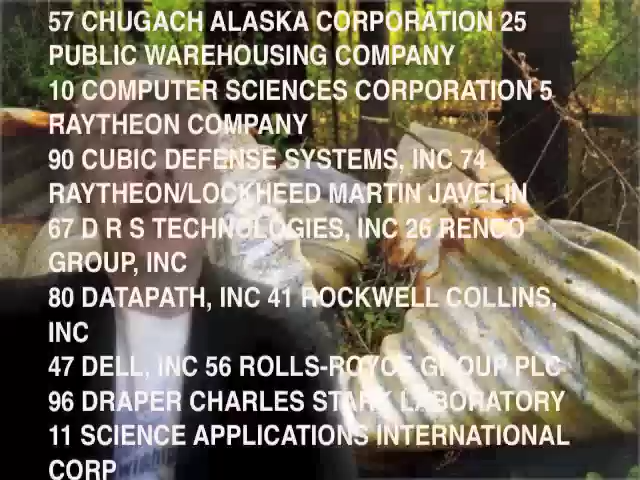 57 CHUGACH ALASKA CORPORATION 25
PUBLIC WAREHOUSING COMPANY
10 COMPUTER SCIENCES CORPORATION 5
RAYTHEON COMPANY
90 CUBIC DEFENSE SYSTEMS, INC 74
RAYTHEON/LOCKHEED MARTIN JAVELIN
67 D R S TECHNOLOGIES, INC 26 RENCO
GROUP, INC
80 DATAPATH, INC 41 ROCKWELL COLLINS,
INC
47 DELL, INC 56 ROLLS-ROYCE GROUP PLC
96 DRAPER CHARLES STARK LABORATORY
11 SCIENCE APPLICATIONS INTERNATIONAL
CORP